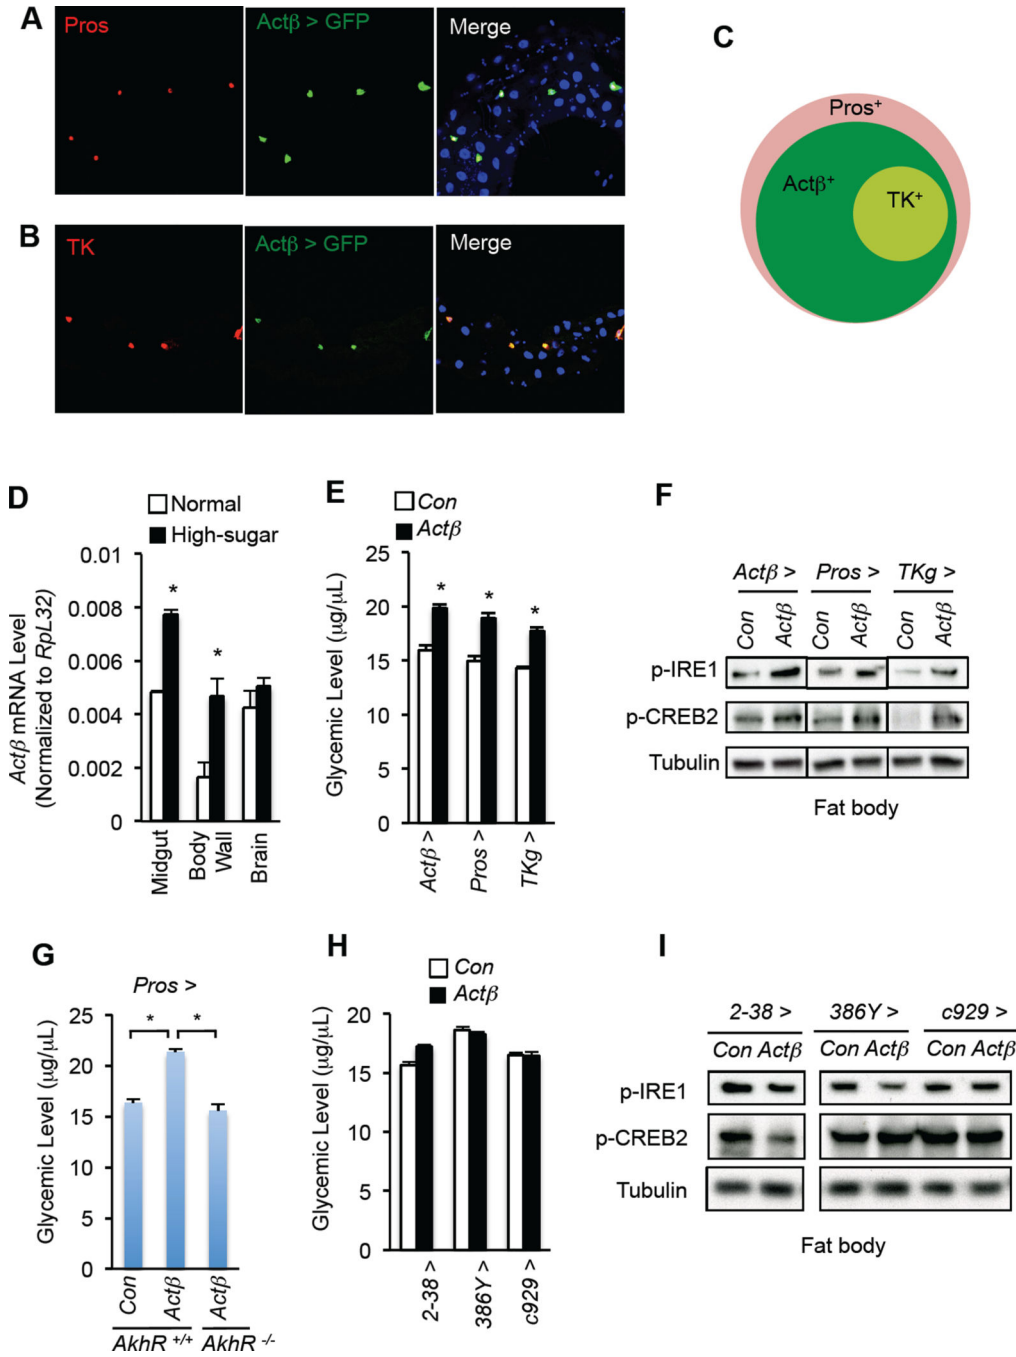 A
Pros
Actβ > GFP
Merge
B
TK
Actβ > GFP
Merge
C
Pros⁺
Actβ⁺
TK⁺
D
Normal
High-sugar
Actβ mRNA Level
(Normalized to RpL32)
0.01
0.008
0.006
0.004
0.002
0
*
*
Midgut
Body
Wall
Brain
E
Con
Actβ
Glycemic Level (µg/µL)
25
20
15
10
5
0
* * *
Actβ >
Pros >
TKg >
F
Actβ > Pros > TKg >
Con Actβ Con Actβ Con Actβ
p-IRE1
p-CREB2
Tubulin
Fat body
G
Pros >
* *
Glycemic Level (µg/µL)
25
20
15
10
5
0
Con Actβ Actβ
AkhR +/+ AkhR -/-
H
Con
Actβ
Glycemic Level (µg/µL)
20
15
10
5
0
2-38 >
386Y >
c929 >
I
2-38 > 386Y > c929 >
Con Actβ Con Actβ Con Actβ
p-IRE1
p-CREB2
Tubulin
Fat body